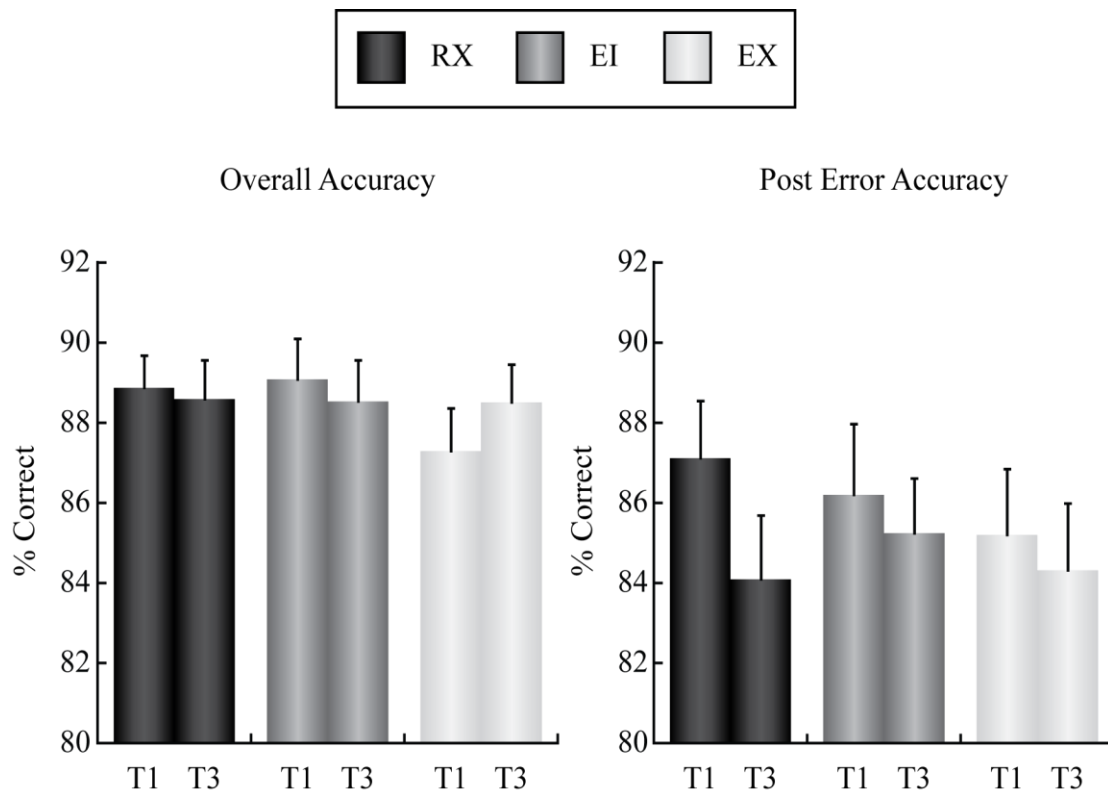 RX EI EX
Overall Accuracy
% Correct
92
90
88
86
84
82
80
T1 T3 T1 T3 T1 T3
Post Error Accuracy
% Correct
92
90
88
86
84
82
80
T1 T3 T1 T3 T1 T3